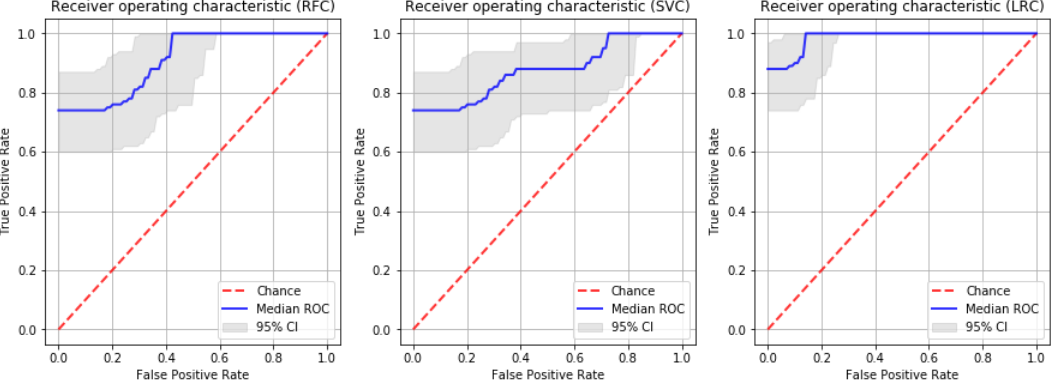 Receiver operating characteristic (RFC)
1.0
0.8
0.6
0.4
0.2
0.0
True Positive Rate
0.0 0.2 0.4 0.6 0.8 1.0
False Positive Rate
Chance
Median ROC
95% CI
Receiver operating characteristic (SVC)
1.0
0.8
0.6
0.4
0.2
0.0
True Positive Rate
0.0 0.2 0.4 0.6 0.8 1.0
False Positive Rate
Chance
Median ROC
95% CI
Receiver operating characteristic (LRC)
1.0
0.8
0.6
0.4
0.2
0.0
True Positive Rate
0.0 0.2 0.4 0.6 0.8 1.0
False Positive Rate
Chance
Median ROC
95% CI